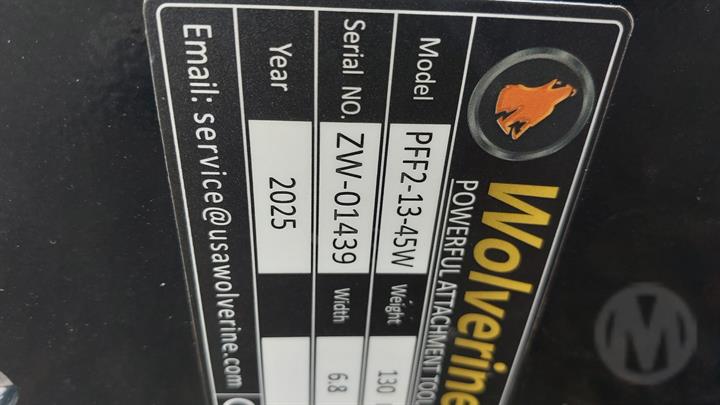 Wolverine
POWERFUL ATTACHMENT TOOL
Model PFF2-13-45W Weight 130
Serial NO. ZW-01439 Width 6.8
Year 2025
Email: service@usawolverine.com
M